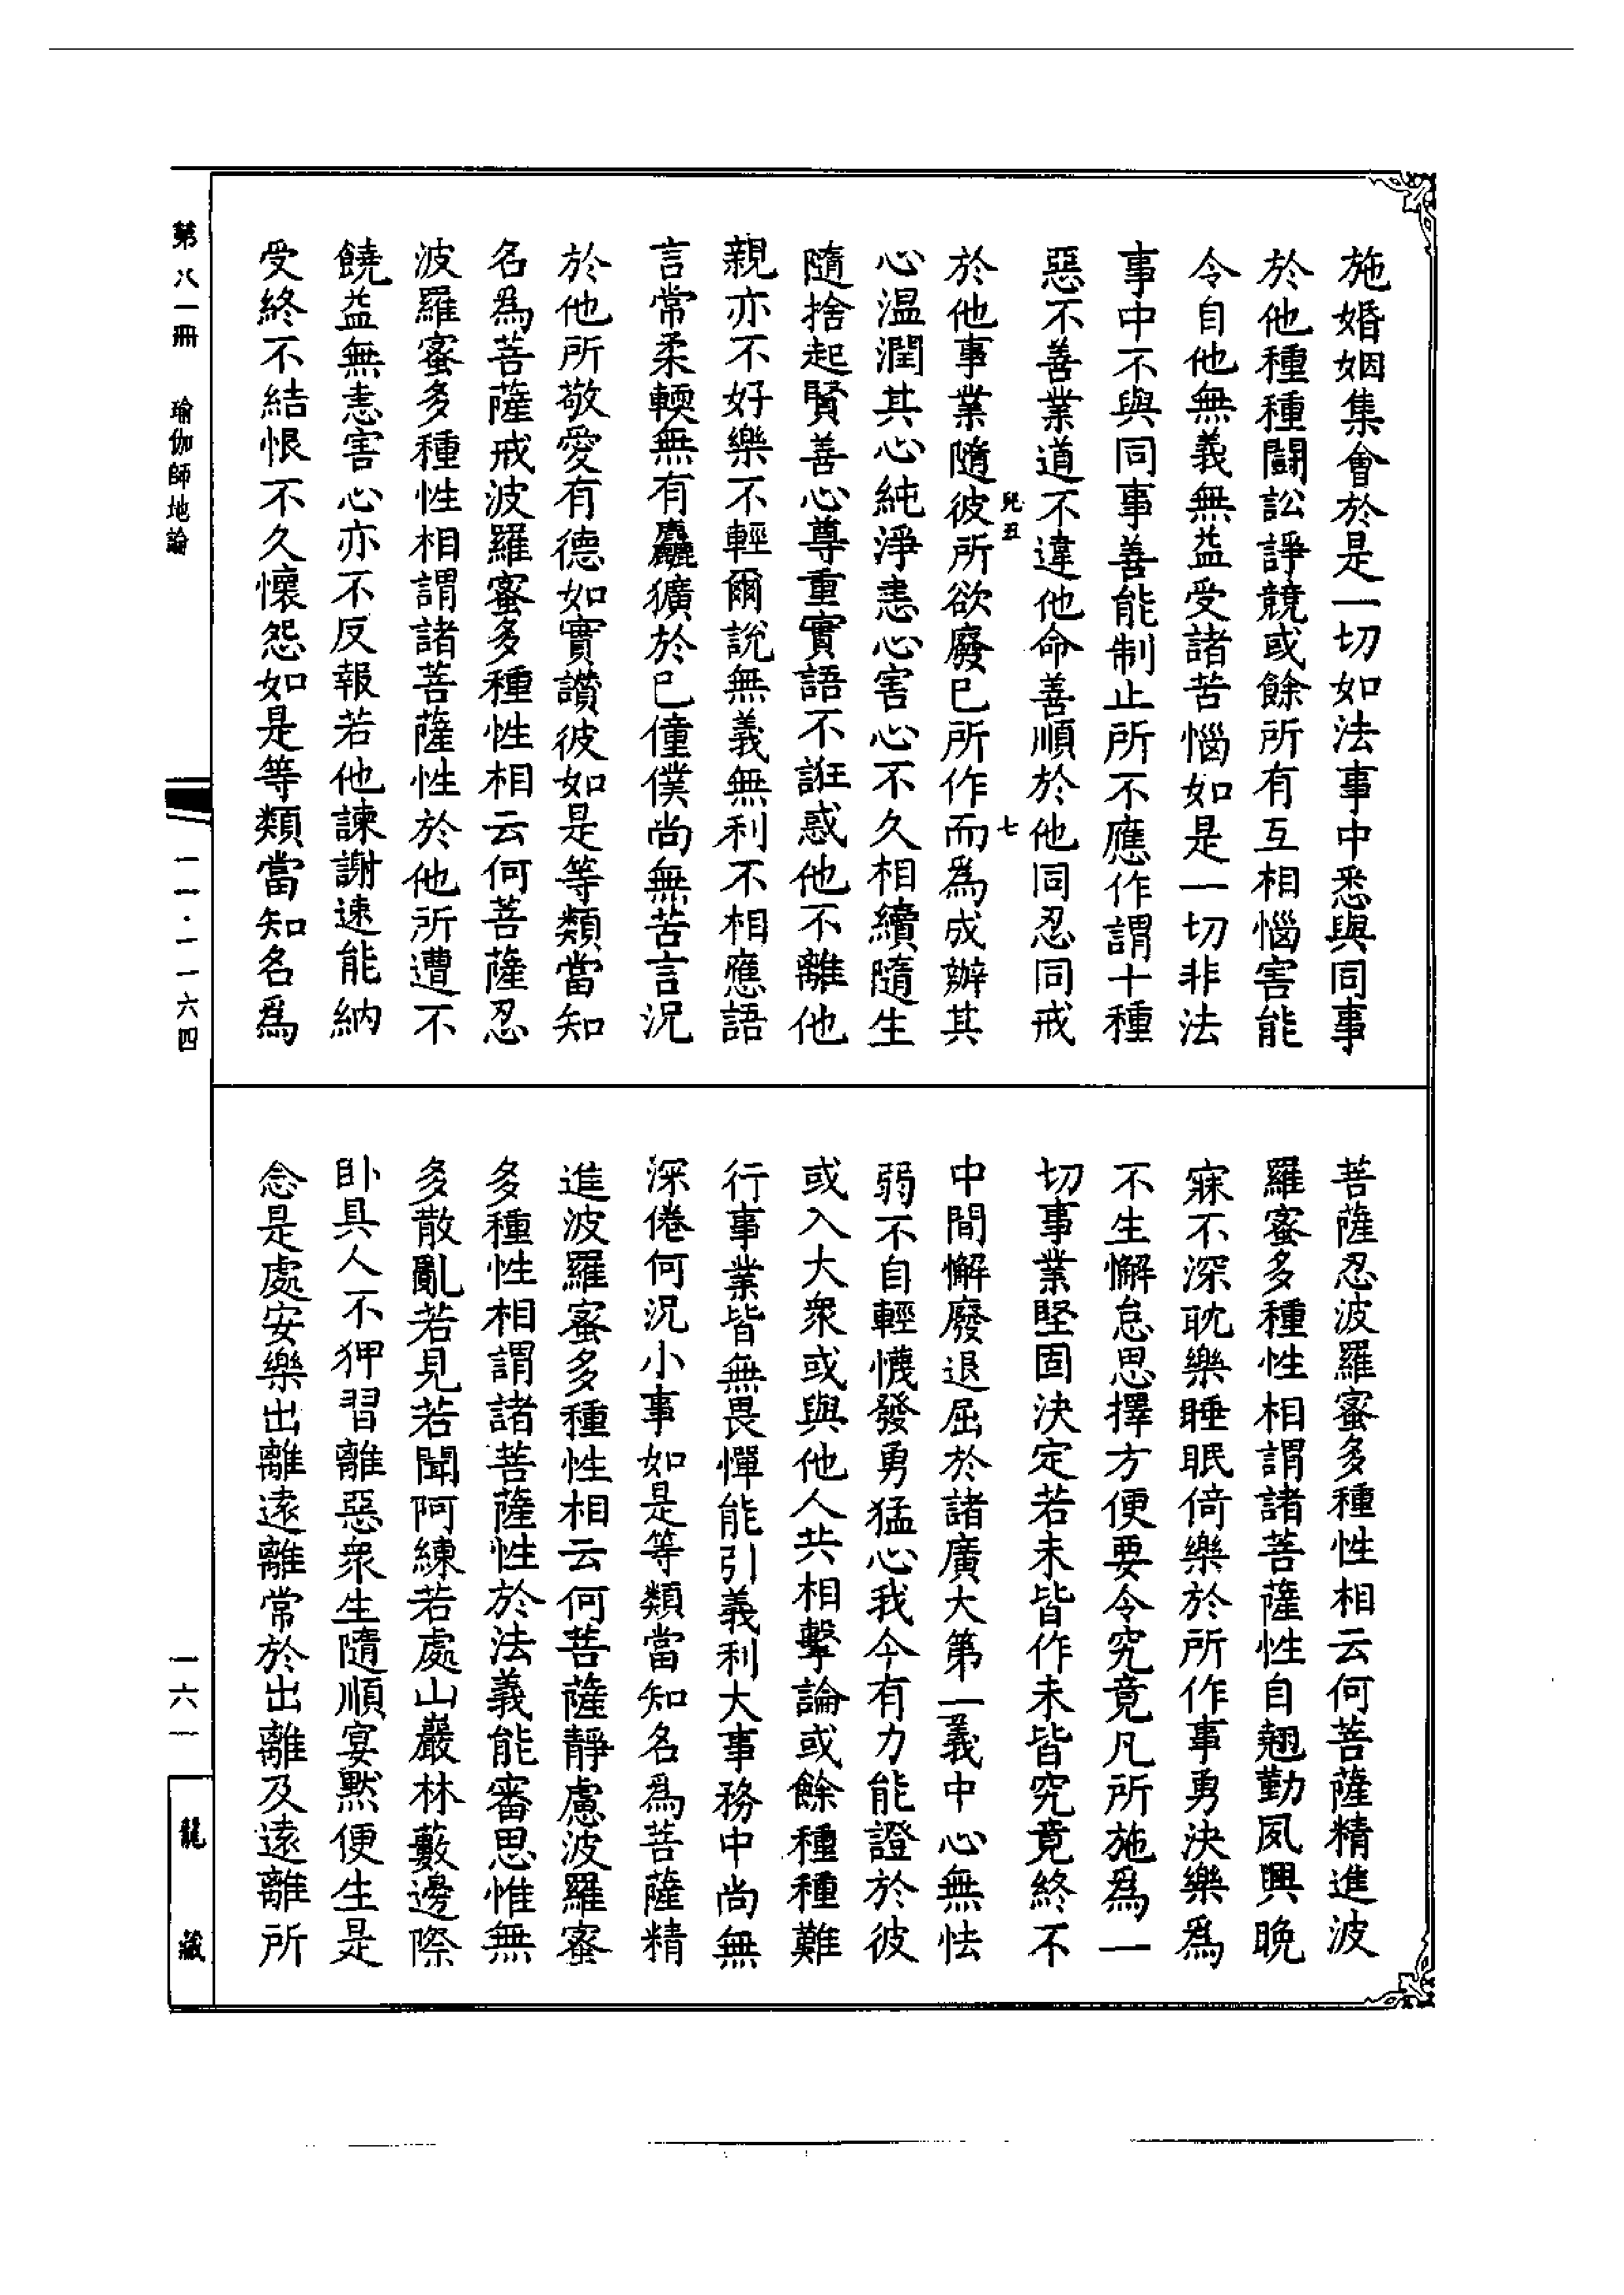 施婚姻集會於是一切如法事中悉與同事
於他種種鬪訟諍競或餘所有互相惱害能
令自他無義無益受諸苦惱如是一切非法
事中不與同事善能制止所不應作謂十種
惡不善業道不違他命善順於他同忍同戒
於他事業隨彼所欲廢已所作而為成辦其
心温潤其心純淨恚心害心不久相續隨生
隨捨起賢善心尊重實語不誑惑他不離他
親亦不好樂不輕爾說無義無利不相應語
言常柔輭無有麤獷於已僮僕尚無苦言況
於他所敬愛有德如實讚彼如是等類當知
名為菩薩戒波羅蜜多種性相云何菩薩忍
波羅蜜多種性相謂諸菩薩性於他所遭不
饒益無恚害心亦不反報若他諫謝速能納
受終不結恨不久懷怨如是等類當知名為
菩薩忍波羅蜜多種性相云何菩薩精進波
羅蜜多種性相謂諸菩薩性自翹勤夙興晚
寐不深耽樂睡眠倚樂於所作事勇決樂為
不生懈怠思擇方便要令究竟凡所施為一
切事業堅固決定若未皆作未皆究竟終不
中間懈廢退屈於諸廣大第一義中心無怯
弱不自輕懱發勇猛心我今有力能證於彼
或入大衆或與他人共相擊論或餘種種難
行事業皆無畏憚能引義利大事務中尚無
深倦何況小事如是等類當知名為菩薩精
進波羅蜜多種性相云何菩薩靜慮波羅蜜
多種性相謂諸菩薩性於法義能審思惟無
多散亂若見若聞阿練若處山巖林藪邊際
卧具人不狎習離惡衆生隨順宴默便生是
念是處安樂出離遠離常於出離及遠離所
兒五
七
第八一冊
瑜伽師地論
一一·一一六四
一六一
龍藏